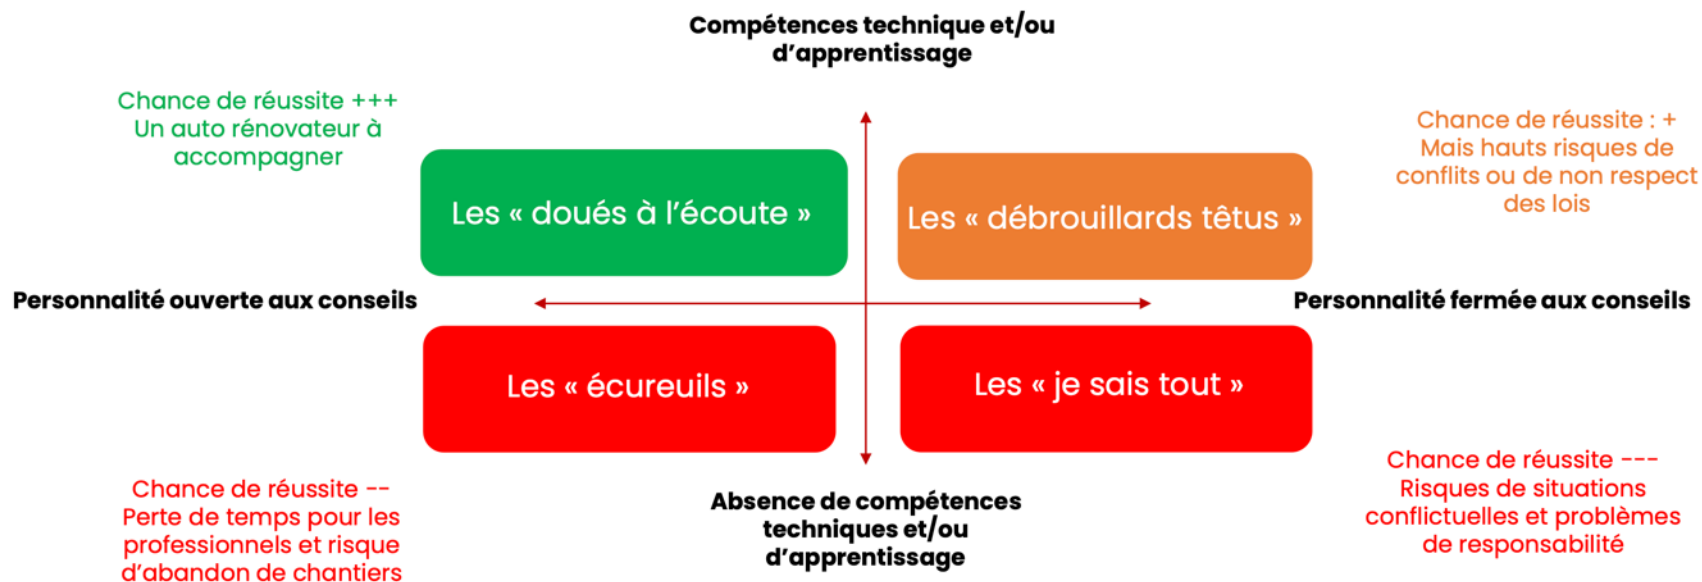 Compétences technique et/ou
d’apprentissage
Chance de réussite +++
Un auto rénovateur à
accompagner
Chance de réussite : +
Mais hauts risques de
conflits ou de non respect
des lois
Les « doués à l’écoute »
Les « débrouillards têtus »
Personnalité ouverte aux conseils
Personnalité fermée aux conseils
Les « écureuils »
Les « je sais tout »
Chance de réussite --
Perte de temps pour les
professionnels et risque
d’abandon de chantiers
Absence de compétences
techniques et/ou
d’apprentissage
Chance de réussite ---
Risques de situations
conflictuelles et problèmes
de responsabilité